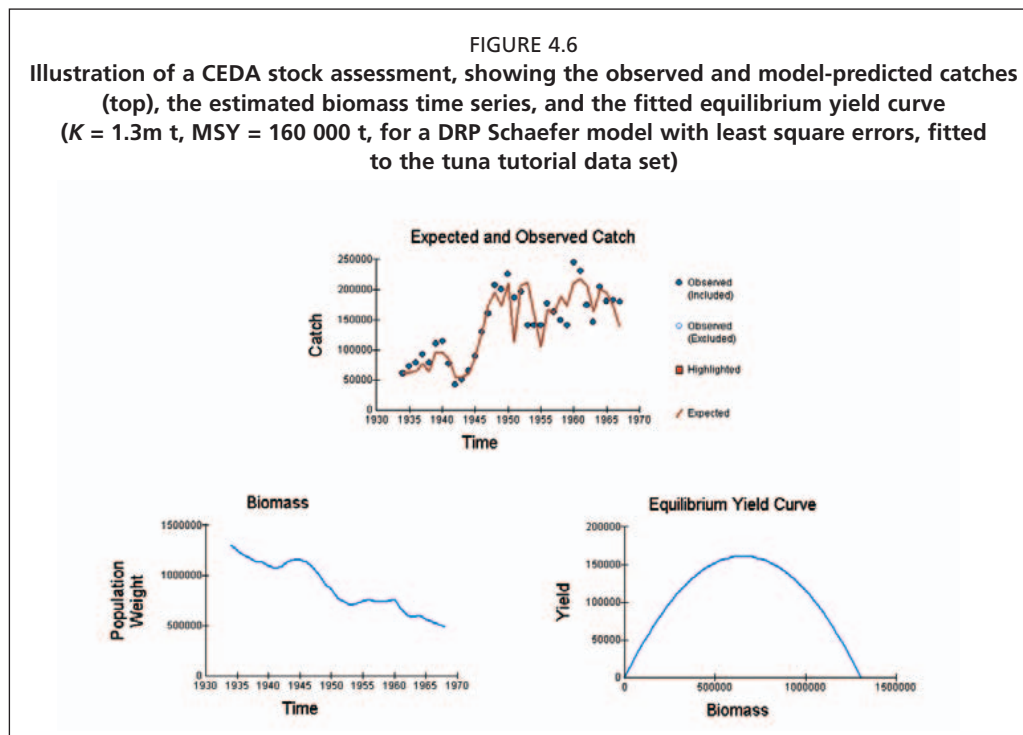 FIGURE 4.6
Illustration of a CEDA stock assessment, showing the observed and model-predicted catches
(top), the estimated biomass time series, and the fitted equilibrium yield curve
(K = 1.3m t, MSY = 160 000 t, for a DRP Schaefer model with least square errors, fitted
to the tuna tutorial data set)
Expected and Observed Catch
Catch
250000
200000
150000
100000
50000
0
1930 1935 1940 1945 1950 1955 1960 1965 1970
Time
Observed
(Included)
Observed
(Excluded)
Highlighted
Expected
Biomass
Population
Weight
1500000
1000000
500000
0
1930 1935 1940 1945 1950 1955 1960 1965 1970
Time
Equilibrium Yield Curve
Yield
200000
150000
100000
50000
0
0 500000 1000000 1500000
Biomass